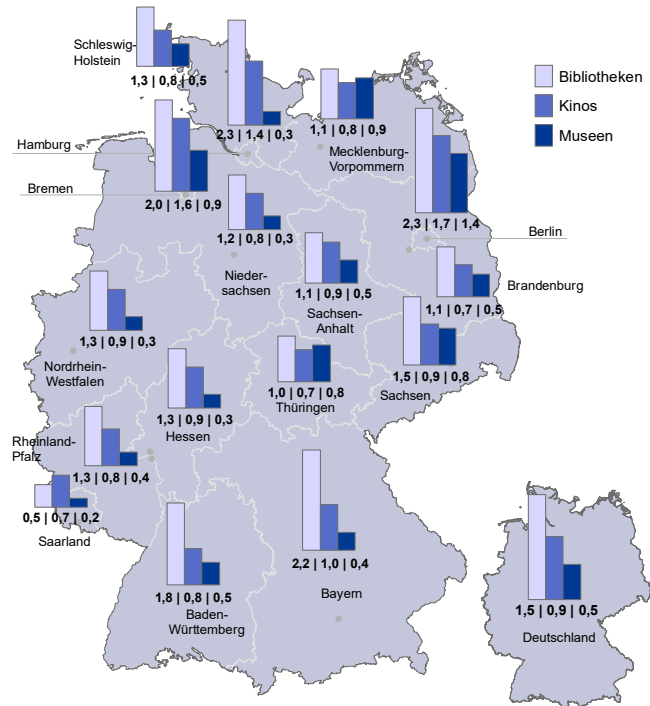 Schleswig-
Holstein
1,3 | 0,8 | 0,5
2,3 | 1,4 | 0,3
1,1 | 0,8 | 0,9
Mecklenburg-
Vorpommern
Bibliotheken
Kinos
Museen
Hamburg
Bremen
2,0 | 1,6 | 0,9
2,3 | 1,7 | 1,4
Berlin
1,2 | 0,8 | 0,3
Nieder-
sachsen
1,1 | 0,9 | 0,5
Sachsen-
Anhalt
Brandenburg
1,1 | 0,7 | 0,5
1,3 | 0,9 | 0,3
Nordrhein-
Westfalen
1,5 | 0,9 | 0,8
Sachsen
1,0 | 0,7 | 0,8
Thüringen
1,3 | 0,9 | 0,3
Hessen
Rheinland-
Pfalz
1,3 | 0,8 | 0,4
0,5 | 0,7 | 0,2
Saarland
1,8 | 0,8 | 0,5
Baden-
Württemberg
2,2 | 1,0 | 0,4
Bayern
1,5 | 0,9 | 0,5
Deutschland